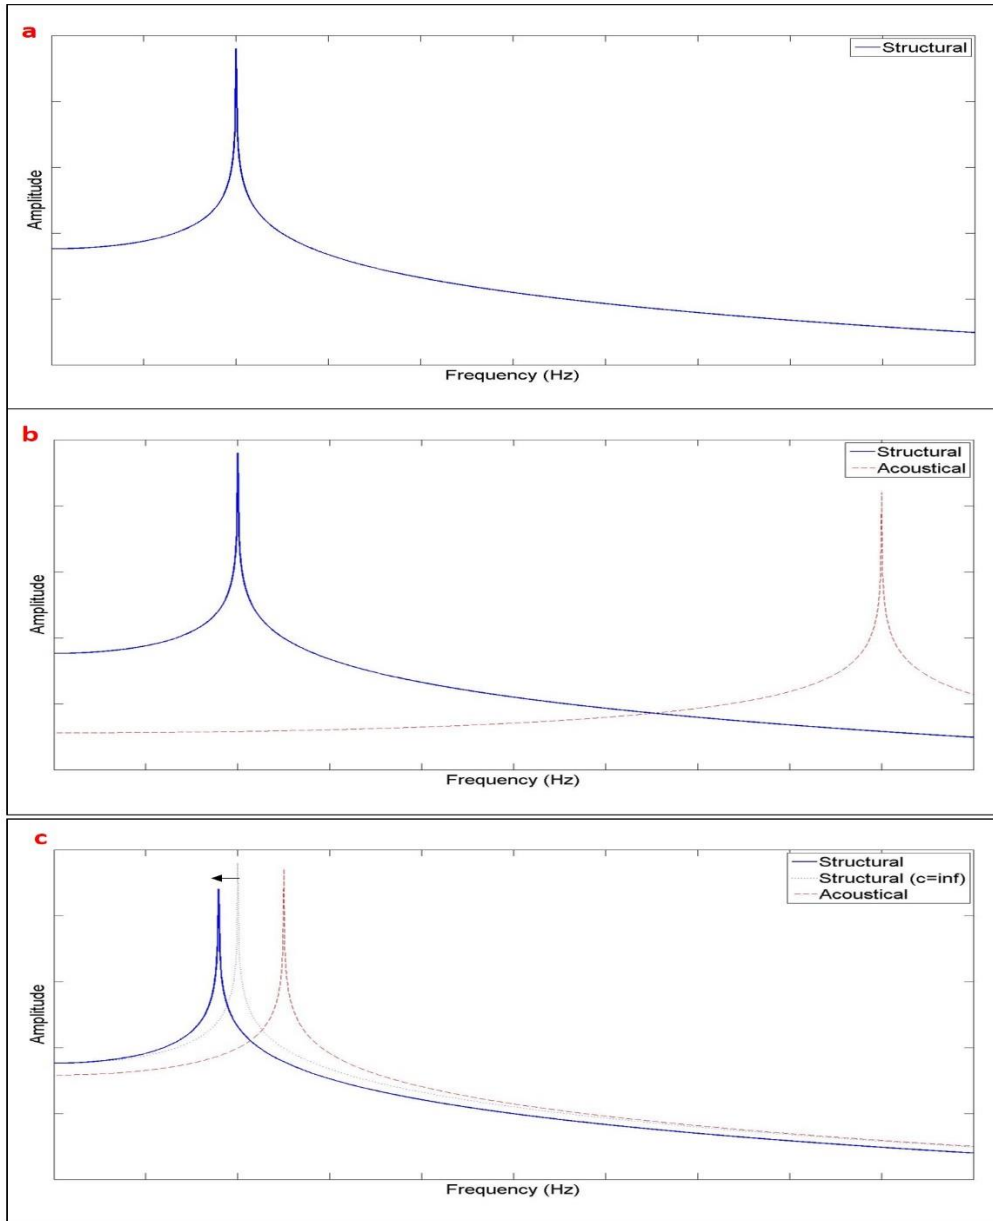 a
Structural
Amplitude
Frequency (Hz)
b
Structural
Acoustical
Amplitude
Frequency (Hz)
c
Structural
Structural (c=inf)
Acoustical
Amplitude
Frequency (Hz)